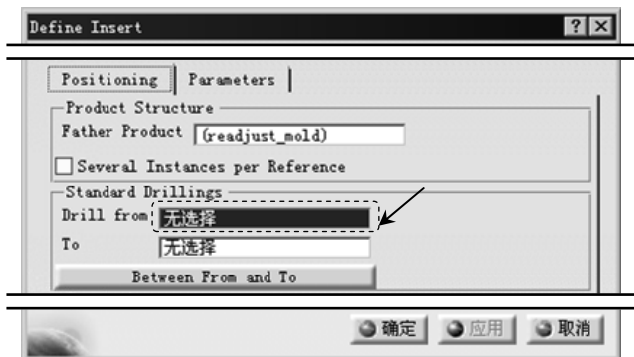 Define Insert
Positioning Parameters
Product Structure
Father Product (readjust_mold)
Several Instances per Reference
Standard Drillings
Drill from 无选择
To 无选择
Between From and To
确定 应用 取消